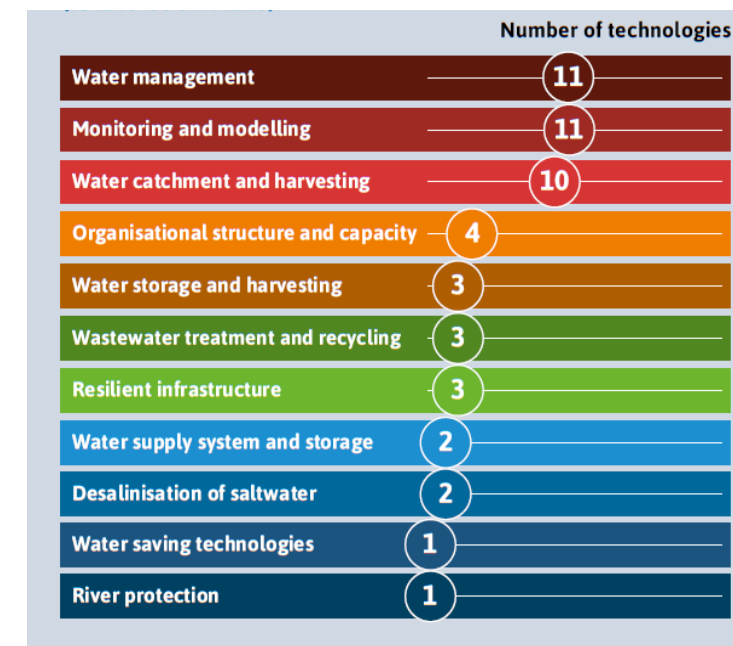 Number of technologies
Water management 11
Monitoring and modelling 11
Water catchment and harvesting 10
Organisational structure and capacity 4
Water storage and harvesting 3
Wastewater treatment and recycling 3
Resilient infrastructure 3
Water supply system and storage 2
Desalinisation of saltwater 2
Water saving technologies 1
River protection 1